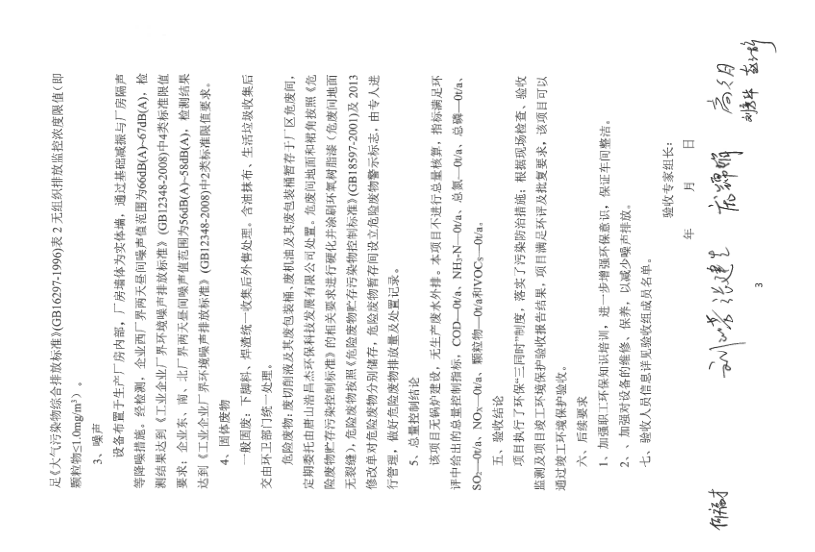 足《大气污染物综合排放标准》(GB16297-1996)表 2 无组织排放监控浓度限值(即
颗粒物≤1.0mg/m³）。
3、噪声
设备布置于生产厂房内部，厂房墙体为实体墙，通过基础减振与厂房隔声
等降噪措施。经检测，企业西厂界两天昼间噪声值范围为66dB(A)~67dB(A)，检
测结果达到《工业企业厂界环境噪声排放标准》(GB12348-2008)中4类标准限值
要求；企业东、南、北厂界两天昼间噪声值范围为56dB(A)~58dB(A)，检测结果
达到《工业企业厂界环境噪声排放标准》(GB12348-2008)中2类标准限值要求。
4、固体废物
一般固废：下脚料、焊渣统一收集后外售处理。含油抹布、生活垃圾收集后
交由环卫部门统一处理。
危险废物：废切削液及其废包装桶、废机油及其废包装桶暂存于厂区危废间，
定期委托由唐山浩昌杰环保科技发展有限公司处置。危废间地面和裙角按照《危
险废物贮存污染控制标准》的相关要求进行硬化并涂刷环氧树脂漆（危废间地面
无裂缝)，危险废物按照《危险废物贮存污染物控制标准》(GB18597-2001)及 2013
修改单对危险废物分别储存，危险废物暂存间设立危险废物警示标志，由专人进
行管理，做好危险废物排放量及处置记录。
5、总量控制结论
该项目无锅炉建设，无生产废水外排。本项目不进行总量核算，指标满足环
评中给出的总量控制指标，COD—0t/a、NH₃-N—0t/a、总氮—0t/a、总磷—0t/a、
SO₂—0t/a、NOₓ—0t/a、颗粒物—0t/a和VOCₛ—0t/a。
五、验收结论
项目执行了环保“三同时”制度，落实了污染防治措施；根据现场检查、验收
监测及项目竣工环境保护验收报告结果，项目满足环评及批复要求，该项目可以
通过竣工环境保护验收。
六、后续要求
1、加强职工环保知识培训，进一步增强环保意识，保证车间整洁。
2、、加强对设备的维修、保养，以减少噪声排放。
七、验收人员信息详见验收组成员名单。
验收专家组长：
年 月 日
3